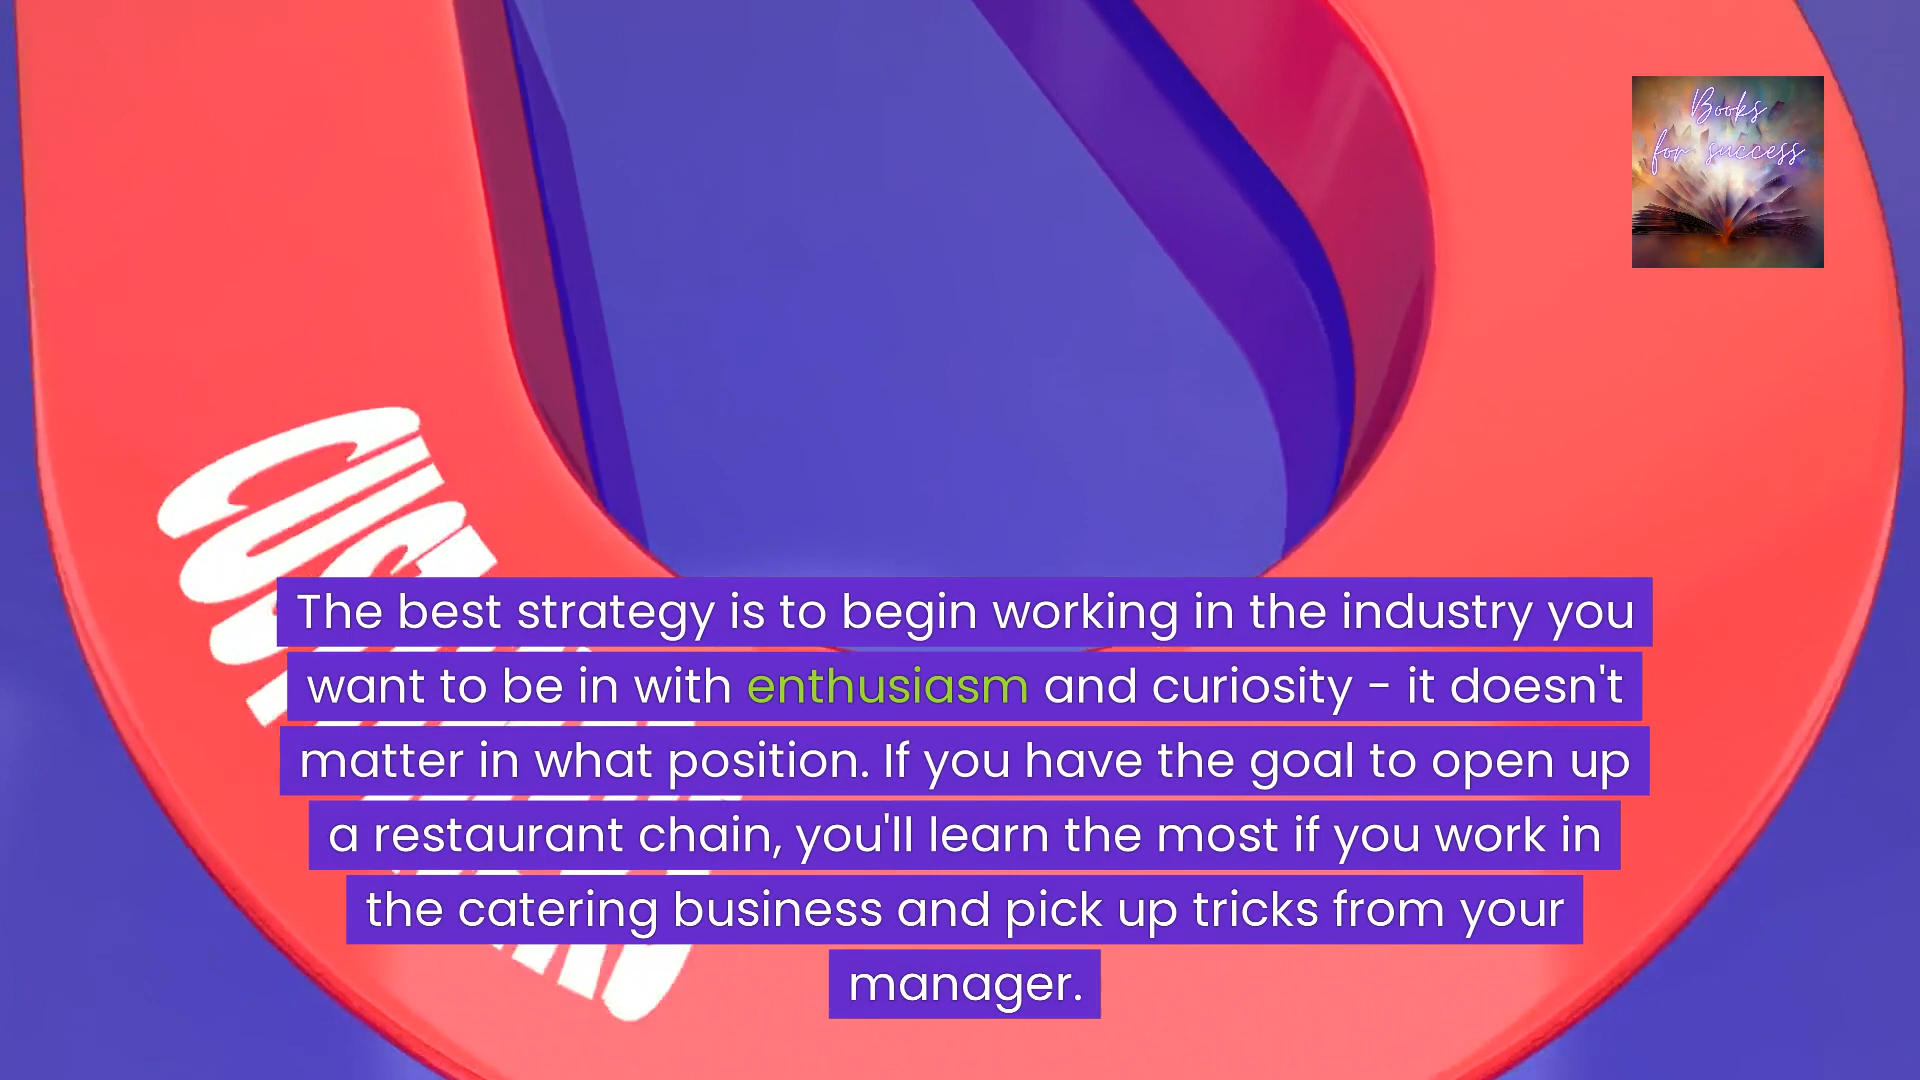 Books
for success
The best strategy is to begin working in the industry you
want to be in with enthusiasm and curiosity - it doesn't
matter in what position. If you have the goal to open up
a restaurant chain, you'll learn the most if you work in
the catering business and pick up tricks from your
manager.